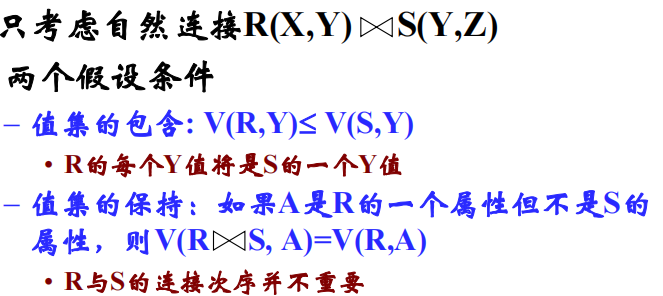 只考虑自然连接R(X,Y)⋈S(Y,Z)
两个假设条件
– 值集的包含: V(R,Y)≤ V(S,Y)
• R的每个Y值将是S的一个Y值
– 值集的保持：如果A是R的一个属性但不是S的
属性，则V(R⋈S, A)=V(R,A)
• R与S的连接次序并不重要